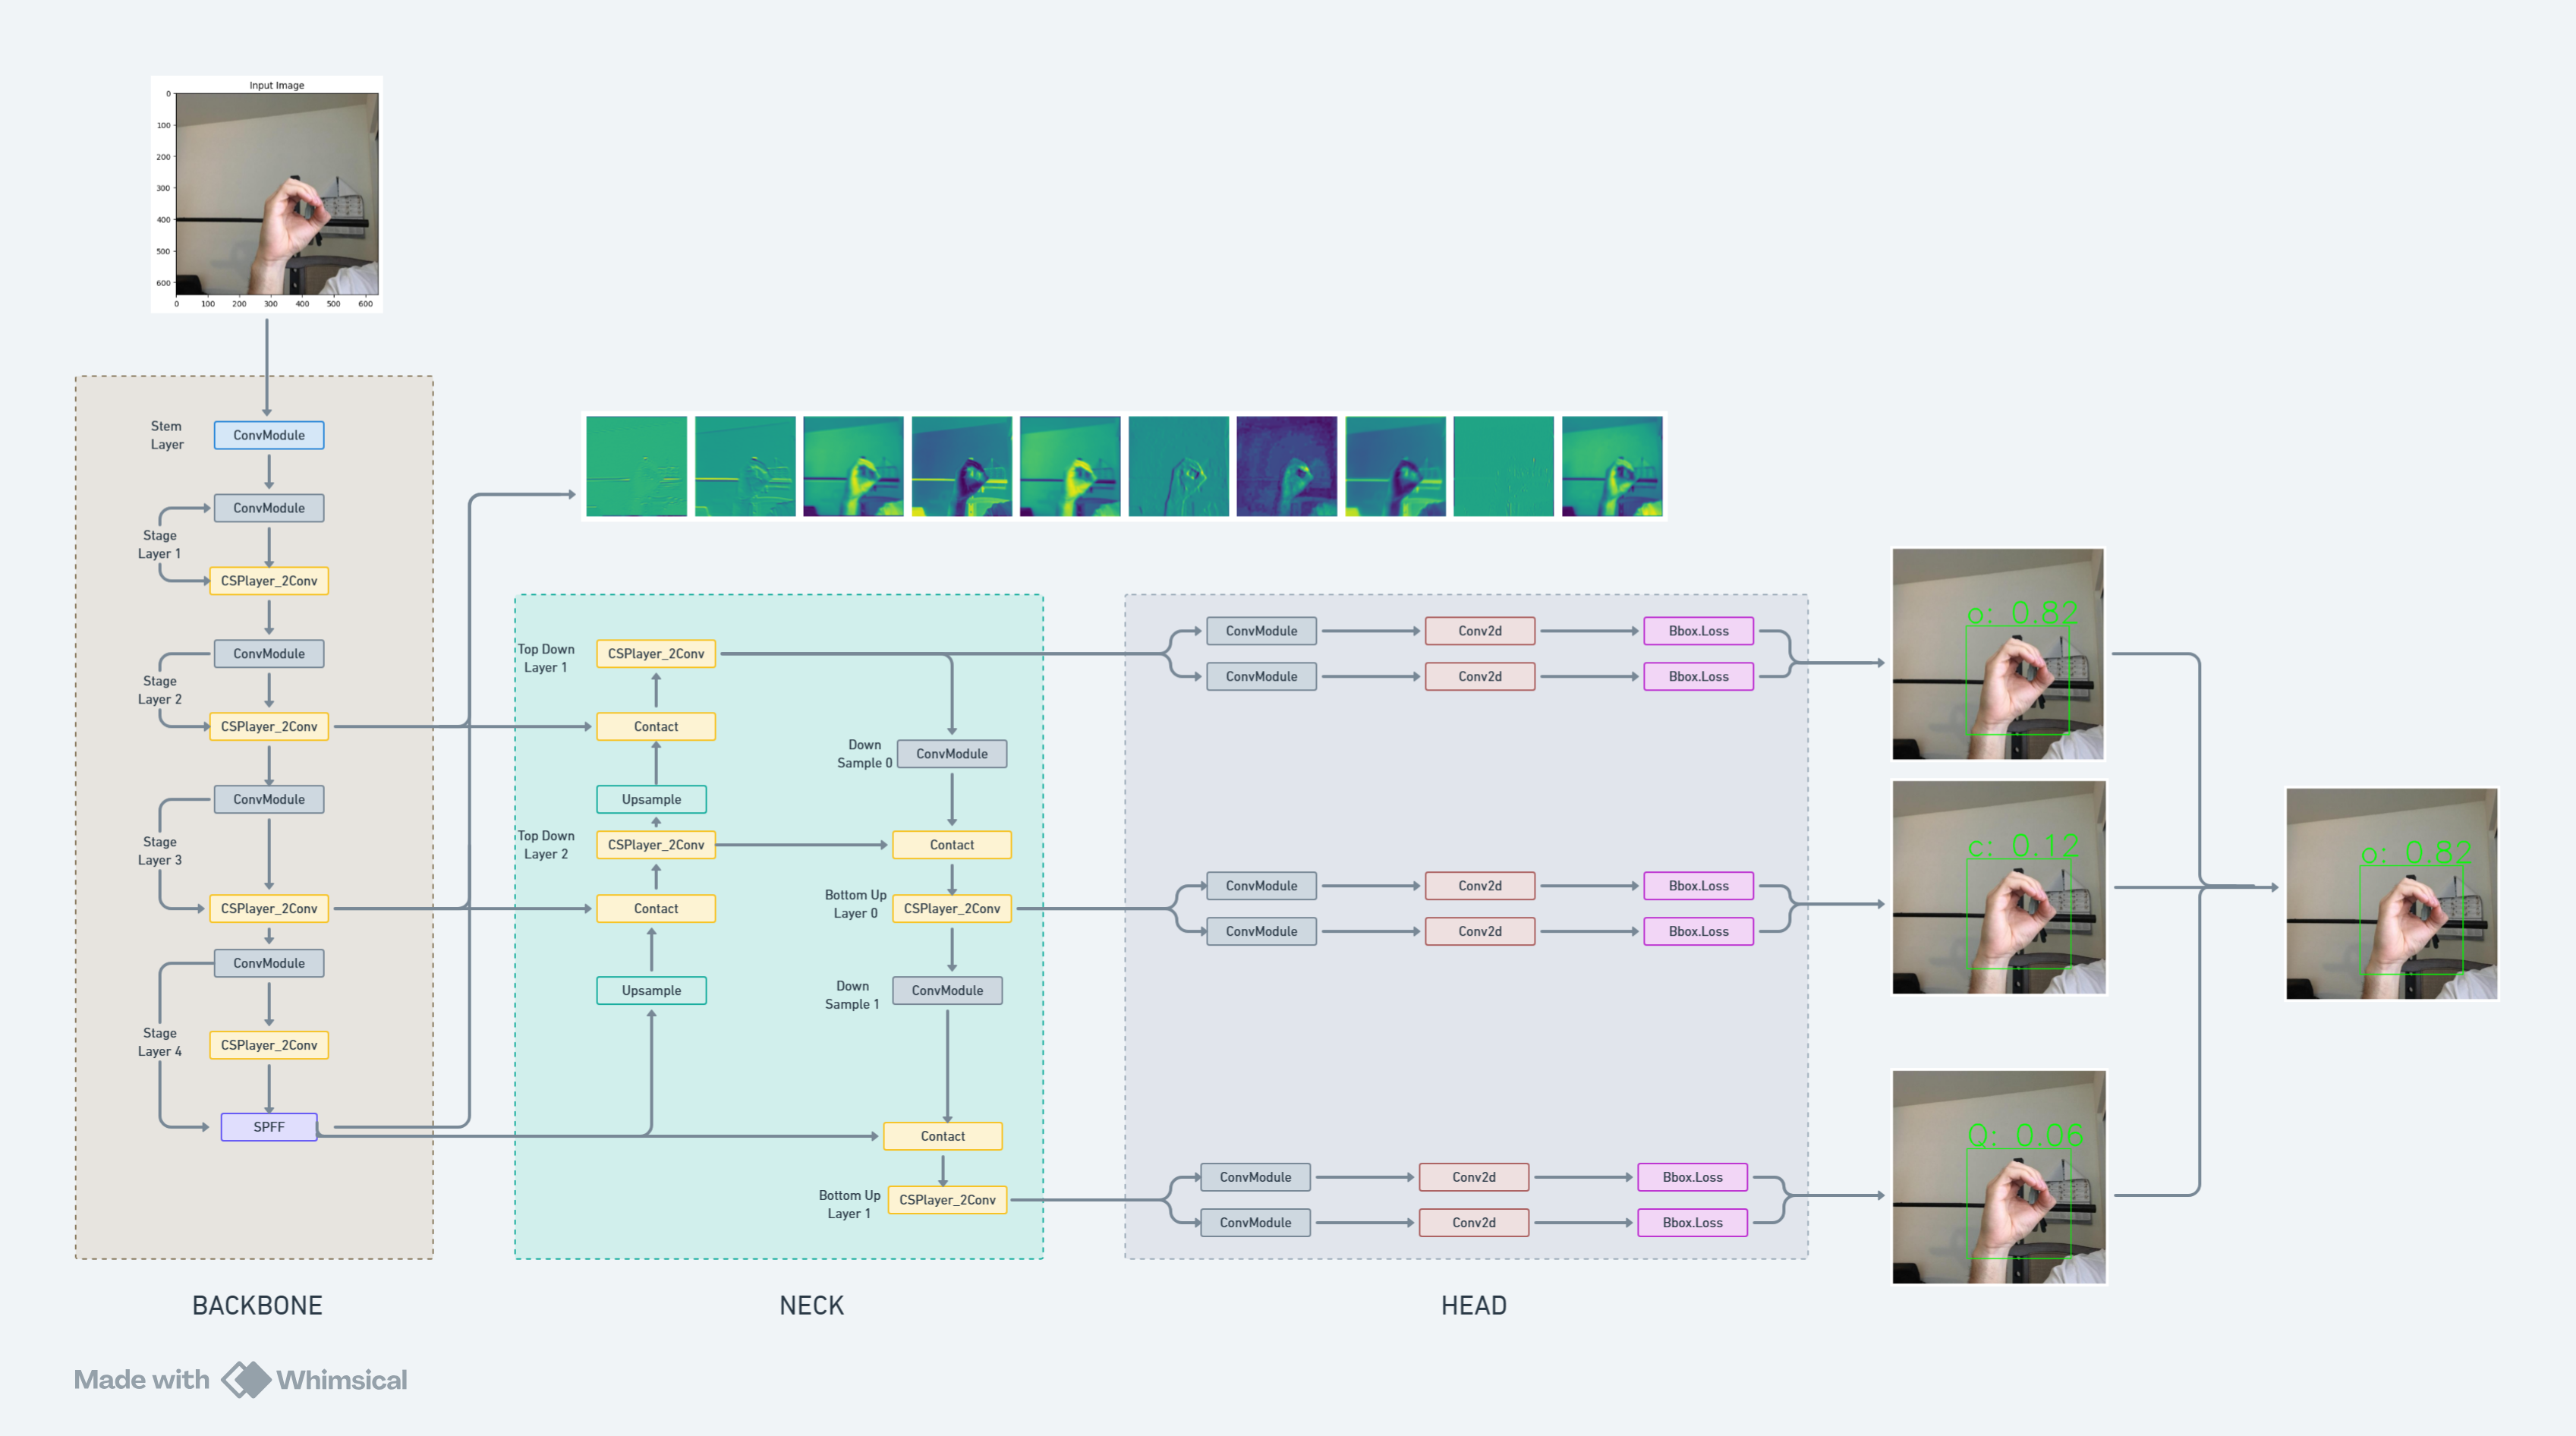 Input Image
0
100
200
300
400
500
600
0 100 200 300 400 500 600
Stem
Layer
ConvModule
ConvModule
Stage
Layer 1
CSPlayer_2Conv
ConvModule
Stage
Layer 2
CSPlayer_2Conv
ConvModule
Stage
Layer 3
CSPlayer_2Conv
ConvModule
Stage
Layer 4
CSPlayer_2Conv
SPFF
BACKBONE
Top Down
Layer 1
CSPlayer_2Conv
Contact
Upsample
Top Down
Layer 2
CSPlayer_2Conv
Contact
Upsample
Down
Sample 0
ConvModule
Contact
Bottom Up
Layer 0
CSPlayer_2Conv
Down
Sample 1
ConvModule
Contact
Bottom Up
Layer 1
CSPlayer_2Conv
NECK
ConvModule Conv2d Bbox.Loss
ConvModule Conv2d Bbox.Loss
ConvModule Conv2d Bbox.Loss
ConvModule Conv2d Bbox.Loss
ConvModule Conv2d Bbox.Loss
ConvModule Conv2d Bbox.Loss
HEAD
o: 0.82
c: 0.12
Q: 0.06
o: 0.82
Made with Whimsical